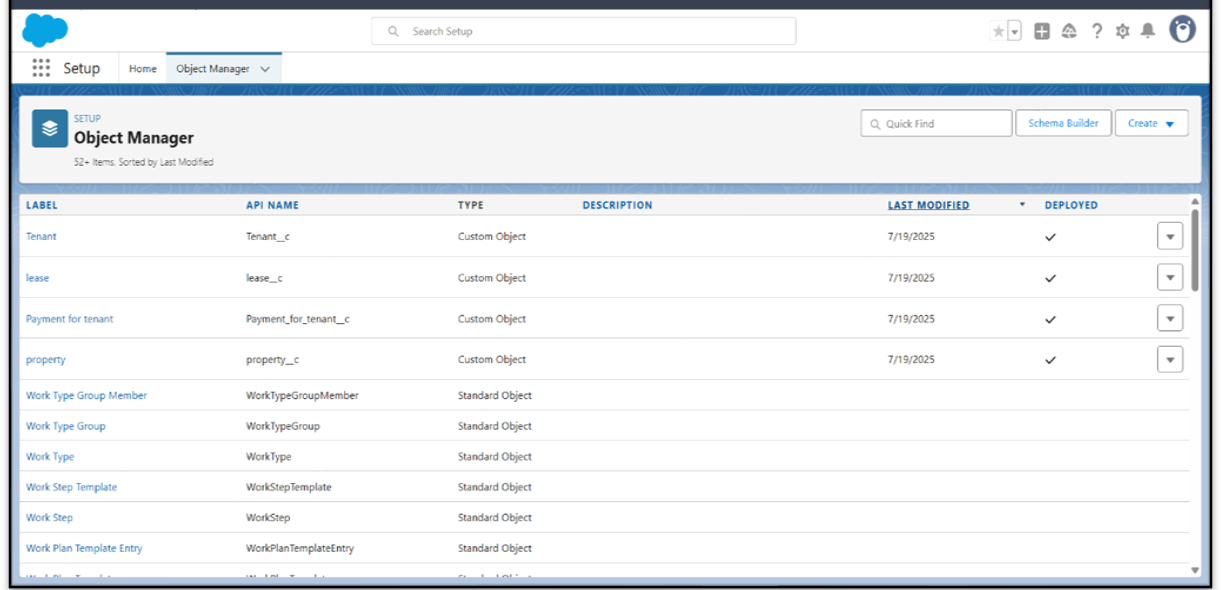 Search Setup
Setup Home Object Manager
SETUP
Object Manager
52+ Items, Sorted by Last Modified
Quick Find Schema Builder Create
LABEL API NAME TYPE DESCRIPTION LAST MODIFIED DEPLOYED
Tenant Tenant__c Custom Object 7/19/2025
lease lease__c Custom Object 7/19/2025
Payment for tenant Payment_for_tenant__c Custom Object 7/19/2025
property property__c Custom Object 7/19/2025
Work Type Group Member WorkTypeGroupMember Standard Object
Work Type Group WorkTypeGroup Standard Object
Work Type WorkType Standard Object
Work Step Template WorkStepTemplate Standard Object
Work Step WorkStep Standard Object
Work Plan Template Entry WorkPlanTemplateEntry Standard Object